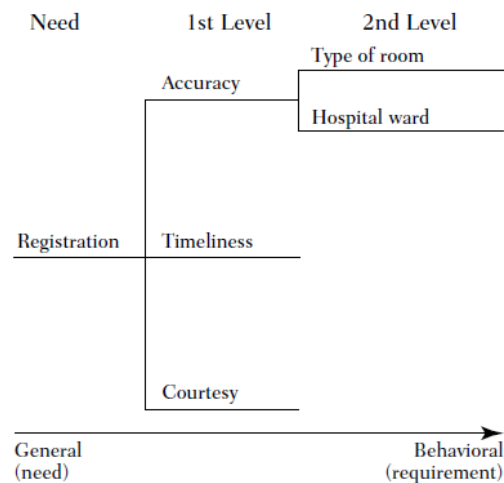 Need 1st Level 2nd Level
Type of room
Accuracy
Hospital ward
Registration Timeliness
Courtesy
General Behavioral
(need) (requirement)